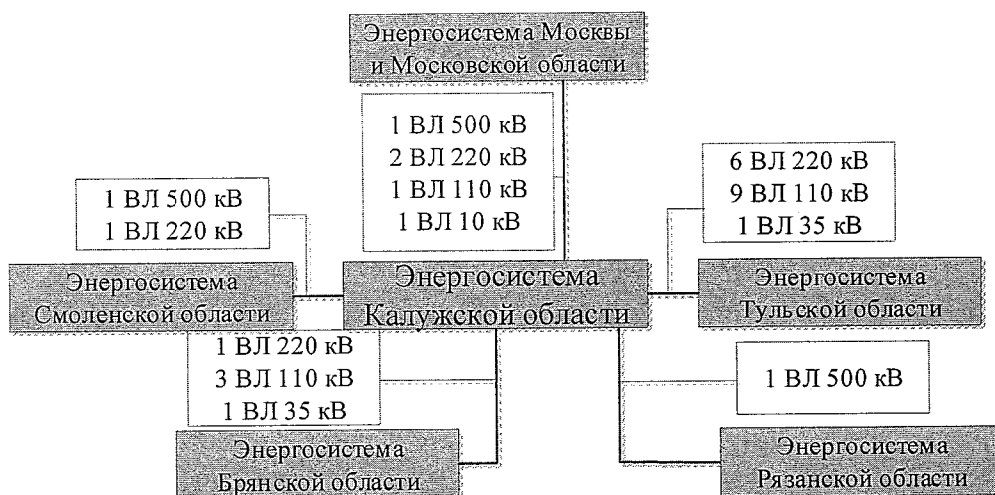 Энергосистема Москвы
и Московской области
1 ВЛ 500 кВ
2 ВЛ 220 кВ
1 ВЛ 110 кВ
1 ВЛ 10 кВ
6 ВЛ 220 кВ
9 ВЛ 110 кВ
1 ВЛ 35 кВ
1 ВЛ 500 кВ
1 ВЛ 220 кВ
Энергосистема
Смоленской области
Энергосистема
Калужской области
Энергосистема
Тульской области
1 ВЛ 220 кВ
3 ВЛ 110 кВ
1 ВЛ 35 кВ
1 ВЛ 500 кВ
Энергосистема
Брянской области
Энергосистема
Рязанской области